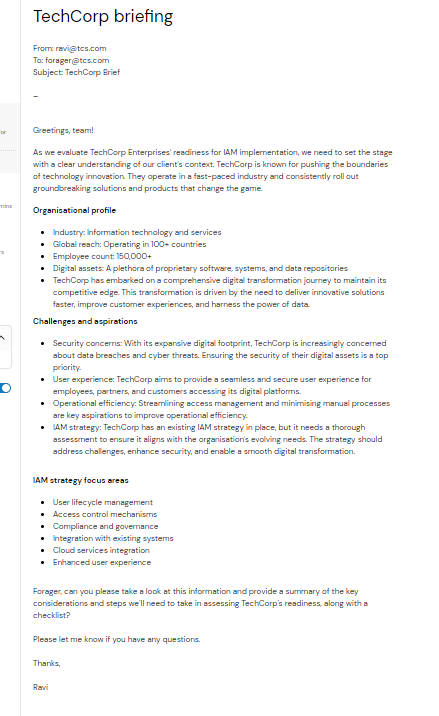 TechCorp briefing
From: ravi@tcs.com
To: forager@tcs.com
Subject: TechCorp Brief
–
or
Greetings, team!
As we evaluate TechCorp Enterprises' readiness for IAM implementation, we need to set the stage
with a clear understanding of our client's context. TechCorp is known for pushing the boundaries
of technology innovation. They operate in a fast-paced industry and consistently roll out
groundbreaking solutions and products that change the game.
mins
Organisational profile
• Industry: Information technology and services
• Global reach: Operating in 100+ countries
• Employee count: 150,000+
• Digital assets: A plethora of proprietary software, systems, and data repositories
• TechCorp has embarked on a comprehensive digital transformation journey to maintain its
competitive edge. This transformation is driven by the need to deliver innovative solutions
faster, improve customer experiences, and harness the power of data.
Challenges and aspirations
• Security concerns: With its expansive digital footprint, TechCorp is increasingly concerned
about data breaches and cyber threats. Ensuring the security of their digital assets is a top
priority.
• User experience: TechCorp aims to provide a seamless and secure user experience for
employees, partners, and customers accessing its digital platforms.
• Operational efficiency: Streamlining access management and minimising manual processes
are key aspirations to improve operational efficiency.
• IAM strategy: TechCorp has an existing IAM strategy in place, but it needs a thorough
assessment to ensure it aligns with the organisation's evolving needs. The strategy should
address challenges, enhance security, and enable a smooth digital transformation.
IAM strategy focus areas
• User lifecycle management
• Access control mechanisms
• Compliance and governance
• Integration with existing systems
• Cloud services integration
• Enhanced user experience
Forager, can you please take a look at this information and provide a summary of the key
considerations and steps we'll need to take in assessing TechCorp's readiness, along with a
checklist?
Please let me know if you have any questions.
Thanks,
Ravi